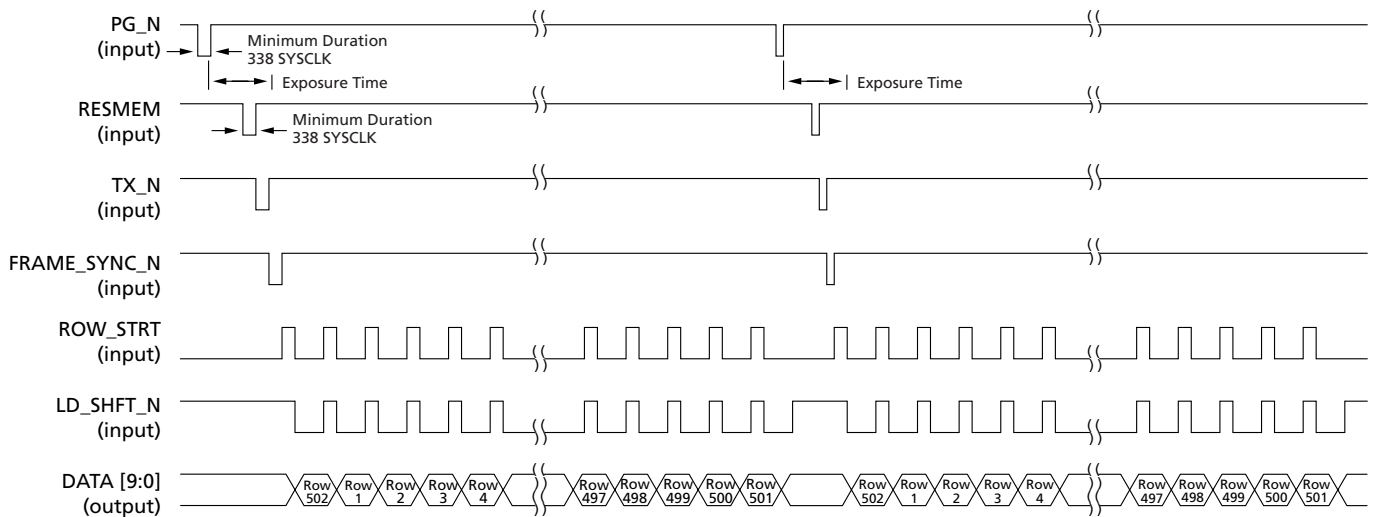 PG_N
(input)
Minimum Duration
338 SYSCLK
Exposure Time
Exposure Time
RESMEM
(input)
Minimum Duration
338 SYSCLK
TX_N
(input)
FRAME_SYNC_N
(input)
ROW_STRT
(input)
LD_SHFT_N
(input)
DATA [9:0]
(output)
Row Row Row Row Row Row Row Row Row Row Row Row Row Row Row Row Row Row Row Row
502 1 2 3 4 497 498 499 500 501 502 1 2 3 4 497 498 499 500 501